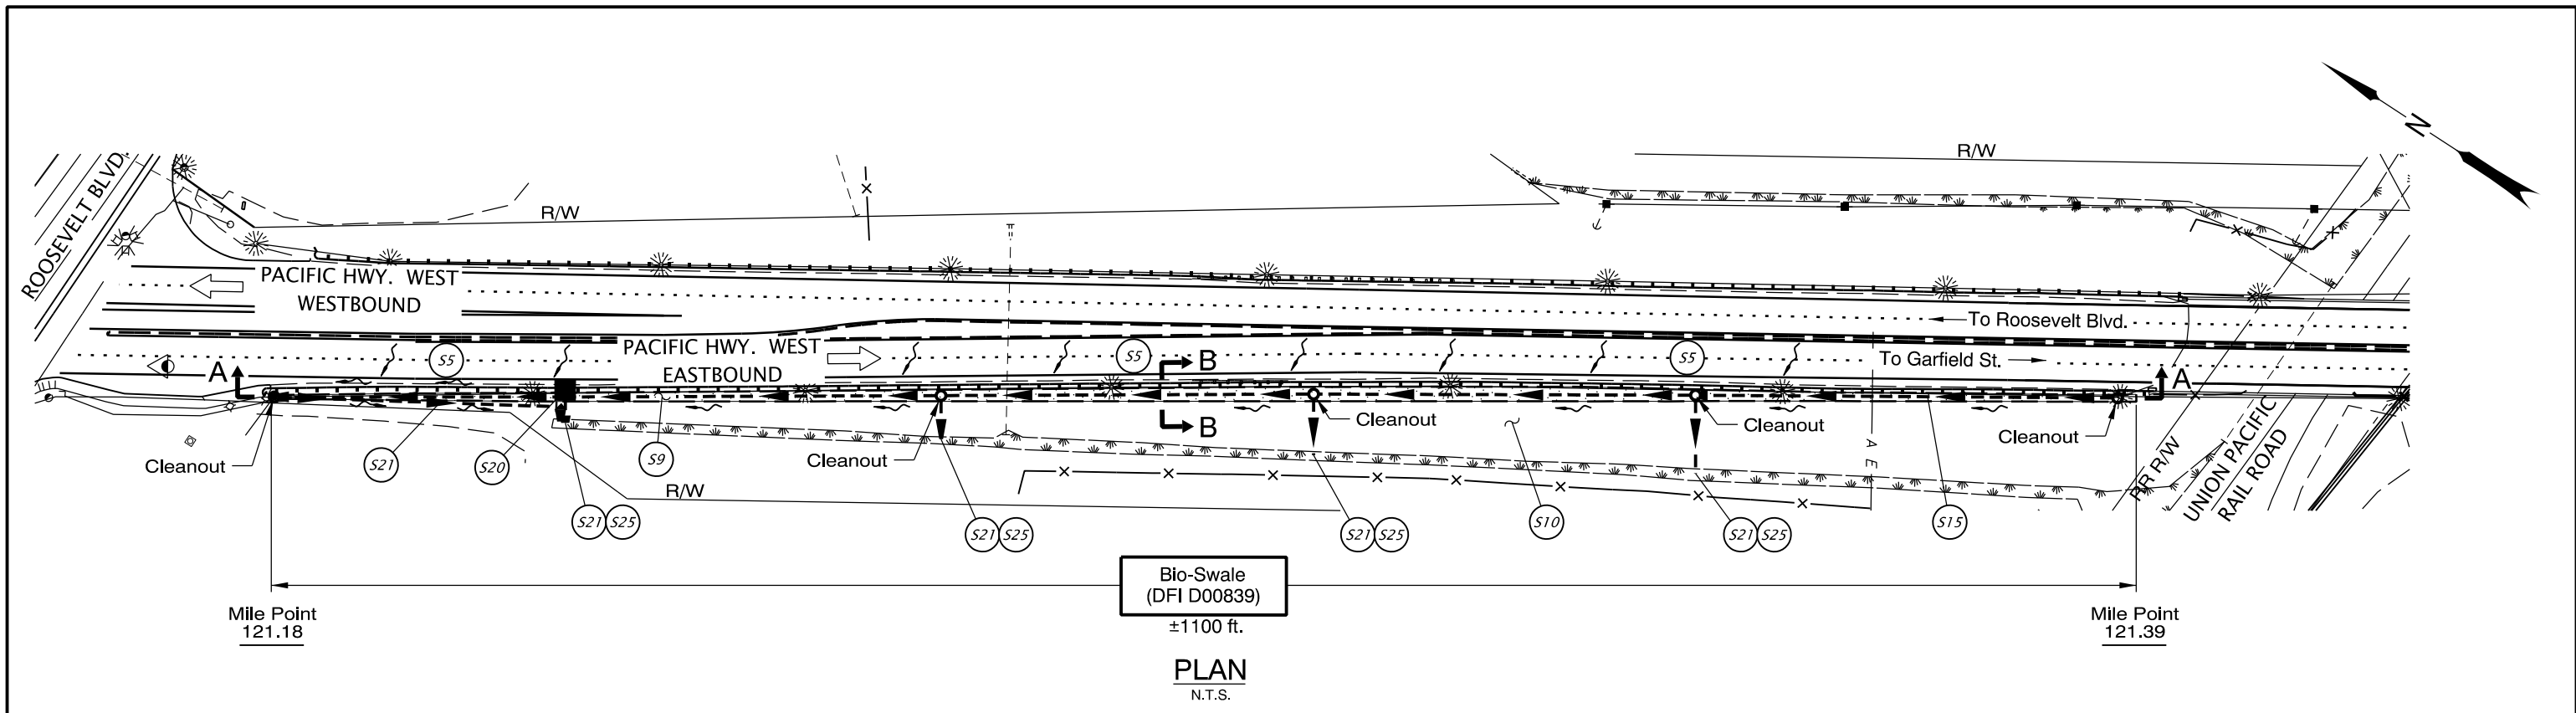 N
R/W
ROOSEVELT BLVD.
R/W
PACIFIC HWY. WEST
WESTBOUND
To Roosevelt Blvd.
S5
PACIFIC HWY. WEST
EASTBOUND
S5
B
S5
To Garfield St.
A
A
B
Cleanout
S21
S20
S9
Cleanout
Cleanout
Cleanout
Cleanout
A E
R/W
RR R/W
UNION PACIFIC
RAIL ROAD
S21 S25
S21 S25
S21 S25
S10
S21 S25
S15
Bio-Swale
(DFI D00839)
±1100 ft.
Mile Point
121.18
Mile Point
121.39
PLAN
N.T.S.